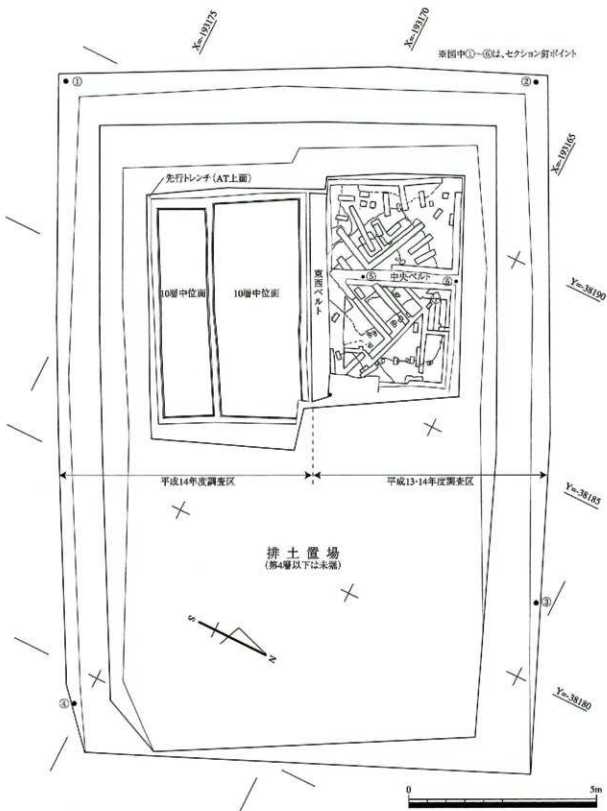 X=-193175
X=-193170
※図中①～⑥は、セクション釘ポイント
①
②
X=-193165
先行トレンチ(AT上面)
⑤
中央ベルト
⑥
東西ベルト
10層中位面
10層中位面
Y=-38190
平成14年度調査区
平成13・14年度調査区
Y=-38185
排土置場
(第4層以下は未掘)
③
S
N
④
Y=-38180
0
5m